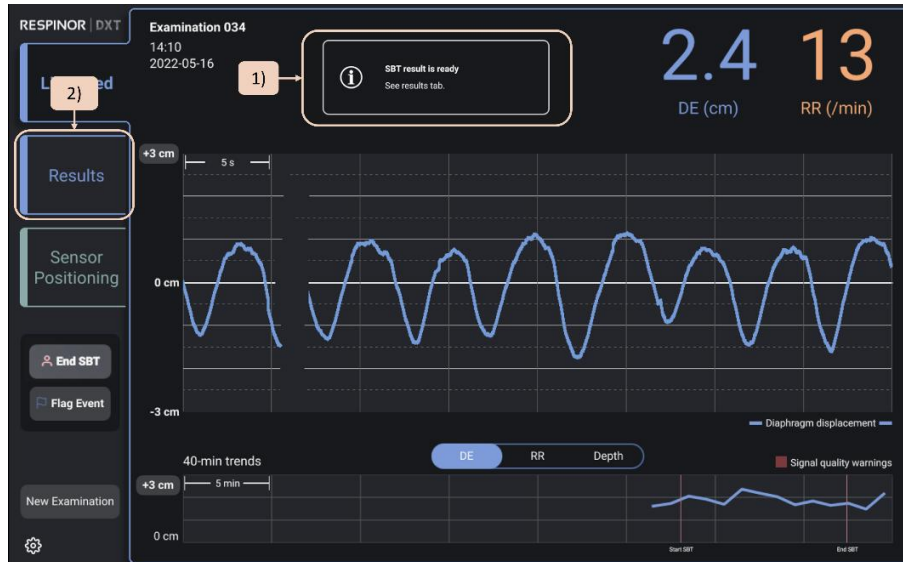 RESPINOR | DXT
Examination 034
14:10
2022-05-16
1)
SBT result is ready
See results tab.
2.4
DE (cm)
13
RR (/min)
2)
Results
Sensor
Positioning
End SBT
Flag Event
New Examination
+3 cm
5 s
0 cm
-3 cm
Diaphragm displacement
40-min trends
DE
RR
Depth
Signal quality warnings
+3 cm
5 min
0 cm
Start SBT
End SBT